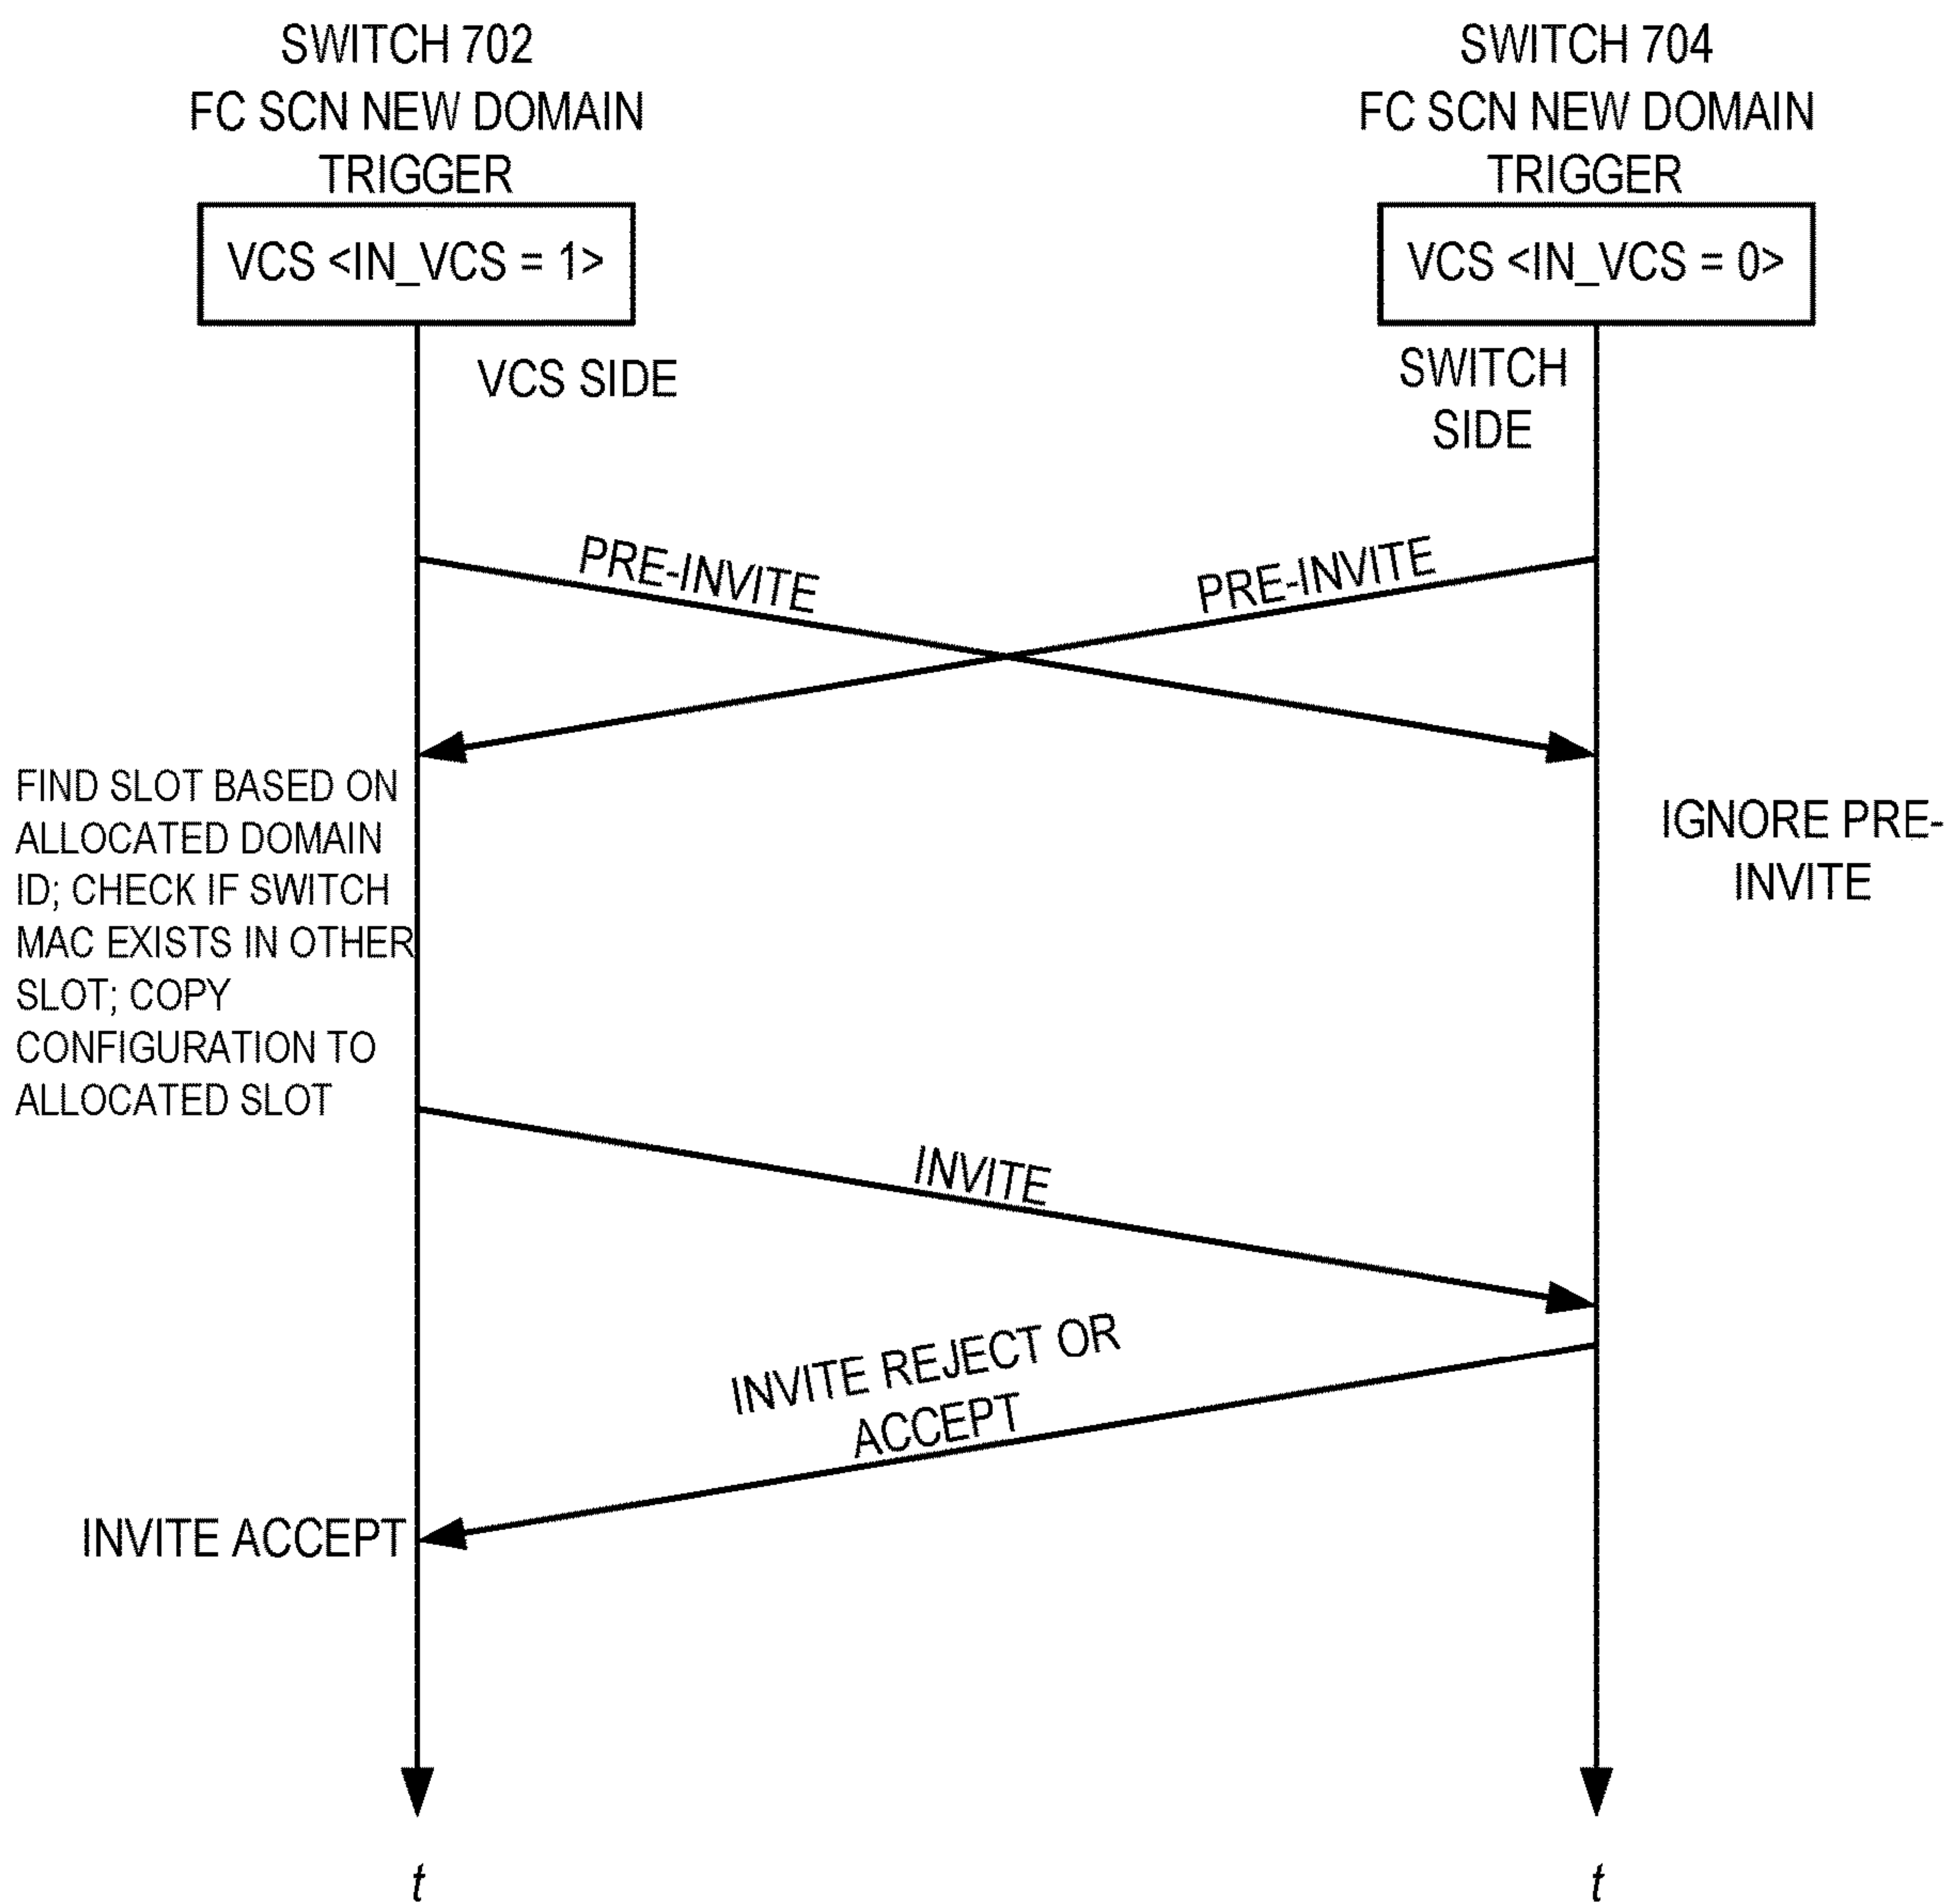 SWITCH 702
FC SCN NEW DOMAIN
TRIGGER
VCS <IN_VCS = 1>
VCS SIDE
SWITCH 704
FC SCN NEW DOMAIN
TRIGGER
VCS <IN_VCS = 0>
SWITCH
SIDE
PRE-INVITE
PRE-INVITE
FIND SLOT BASED ON
ALLOCATED DOMAIN
ID; CHECK IF SWITCH
MAC EXISTS IN OTHER
SLOT; COPY
CONFIGURATION TO
ALLOCATED SLOT
IGNORE PRE-
INVITE
INVITE
INVITE REJECT OR
ACCEPT
INVITE ACCEPT
t
t